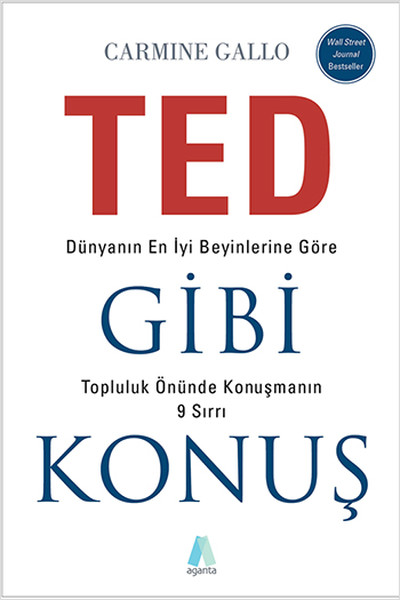 CARMINE GALLO
Wall Street
Journal
Bestseller
TED
Dünyanın En İyi Beyinlerine Göre
GİBİ
Topluluk Önünde Konuşmanın
9 Sırrı
KONUŞ
aganta